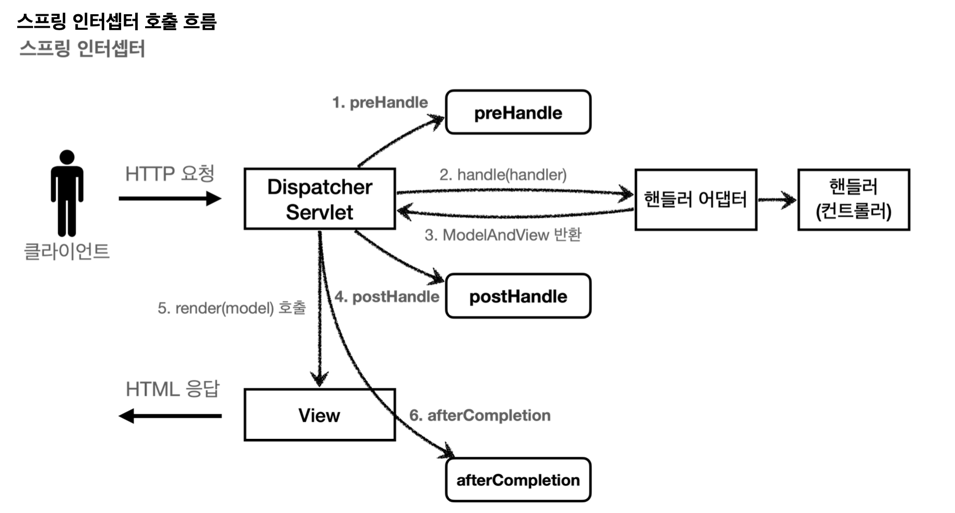 스프링 인터셉터 호출 흐름
스프링 인터셉터
1. preHandle
preHandle
HTTP 요청
Dispatcher
Servlet
2. handle(handler)
핸들러 어댑터
핸들러
(컨트롤러)
3. ModelAndView 반환
클라이언트
4. postHandle
postHandle
5. render(model) 호출
HTML 응답
View
6. afterCompletion
afterCompletion